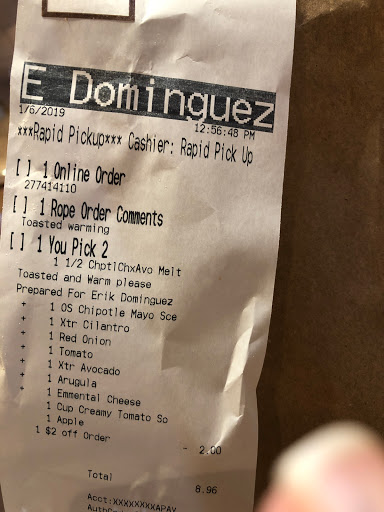 E Dominguez
1/6/2019 12:56:48 PM
***Rapid Pickup*** Cashier: Rapid Pick Up
[ ] 1 Online Order
277414110
[ ] 1 Rope Order Comments
Toasted warming
[ ] 1 You Pick 2
1 1/2 ChptlChxAvo Melt
Toasted and Warm please
Prepared For Erik Dominguez
+ 1 OS Chipotle Mayo Sce
+ 1 Xtr Cilantro
+ 1 Red Onion
+ 1 Tomato
+ 1 Xtr Avocado
+ 1 Arugula
+ 1 Emmental Cheese
1 Cup Creamy Tomato So
1 Apple
1 $2 off Order - 2.00
Total 8.96
Acct:XXXXXXXXAPAY